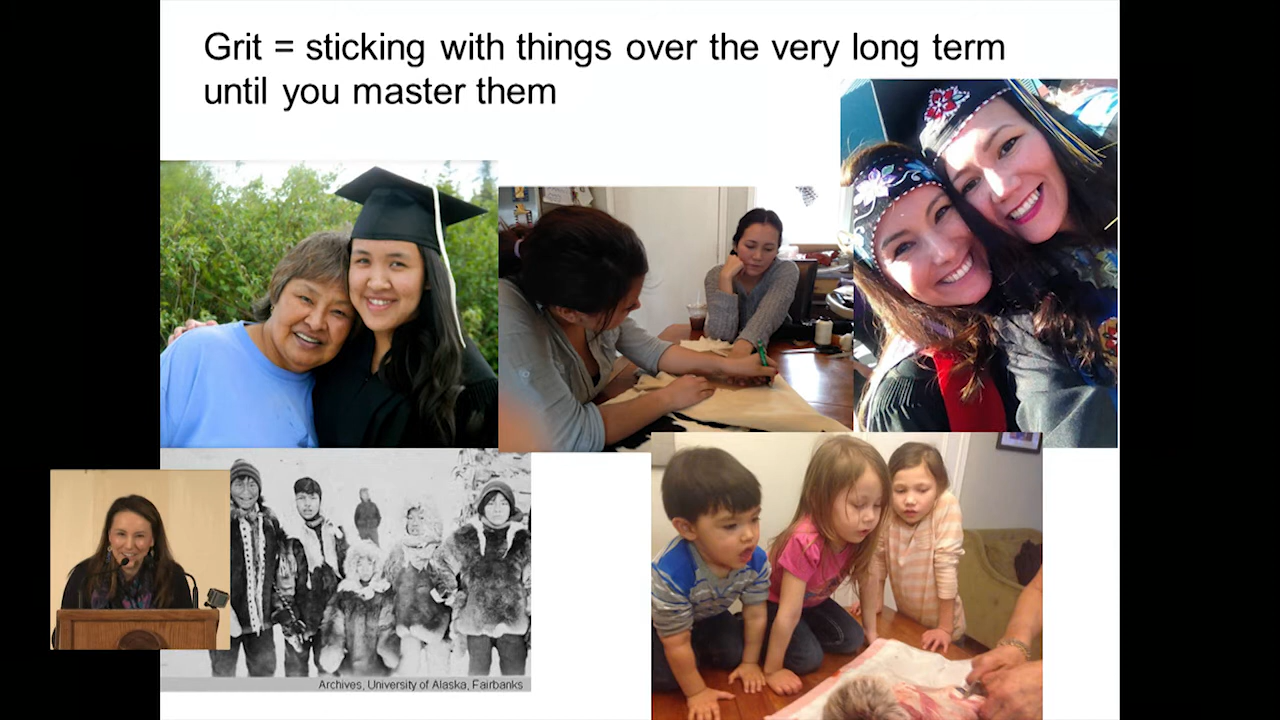 Grit = sticking with things over the very long term
until you master them
Archives, University of Alaska, Fairbanks